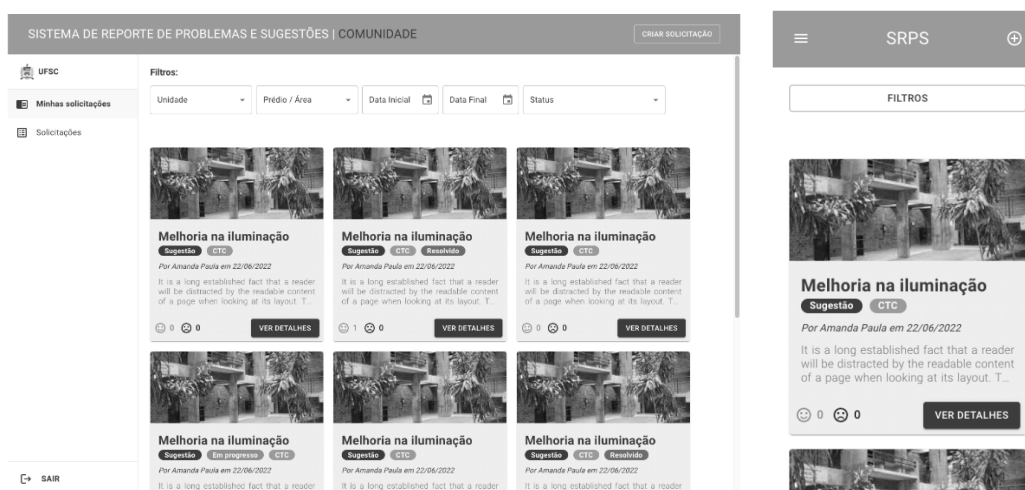 SISTEMA DE REPORTE DE PROBLEMAS E SUGESTÕES | COMUNIDADE
CRIAR SOLICITAÇÃO
UFSC
Minhas solicitações
Solicitações
SAIR
Filtros:
Unidade
Prédio / Área
Data Inicial
Data Final
Status
Melhoria na iluminação
Sugestão CTC
Por Amanda Paula em 22/06/2022
It is a long established fact that a reader
will be distracted by the readable content
of a page when looking at its layout. T...
0 0
VER DETALHES
Melhoria na iluminação
Sugestão CTC Resolvido
Por Amanda Paula em 22/06/2022
It is a long established fact that a reader
will be distracted by the readable content
of a page when looking at its layout. T...
1 0
VER DETALHES
Melhoria na iluminação
Sugestão CTC
Por Amanda Paula em 22/06/2022
It is a long established fact that a reader
will be distracted by the readable content
of a page when looking at its layout. T...
0 0
VER DETALHES
Melhoria na iluminação
Sugestão Em progresso CTC
Por Amanda Paula em 22/06/2022
It is a long established fact that a reader
Melhoria na iluminação
Sugestão CTC
Por Amanda Paula em 22/06/2022
It is a long established fact that a reader
Melhoria na iluminação
Sugestão CTC Resolvido
Por Amanda Paula em 22/06/2022
It is a long established fact that a reader
SRPS
FILTROS
Melhoria na iluminação
Sugestão CTC
Por Amanda Paula em 22/06/2022
It is a long established fact that a reader
will be distracted by the readable content
of a page when looking at its layout. T...
0 0
VER DETALHES